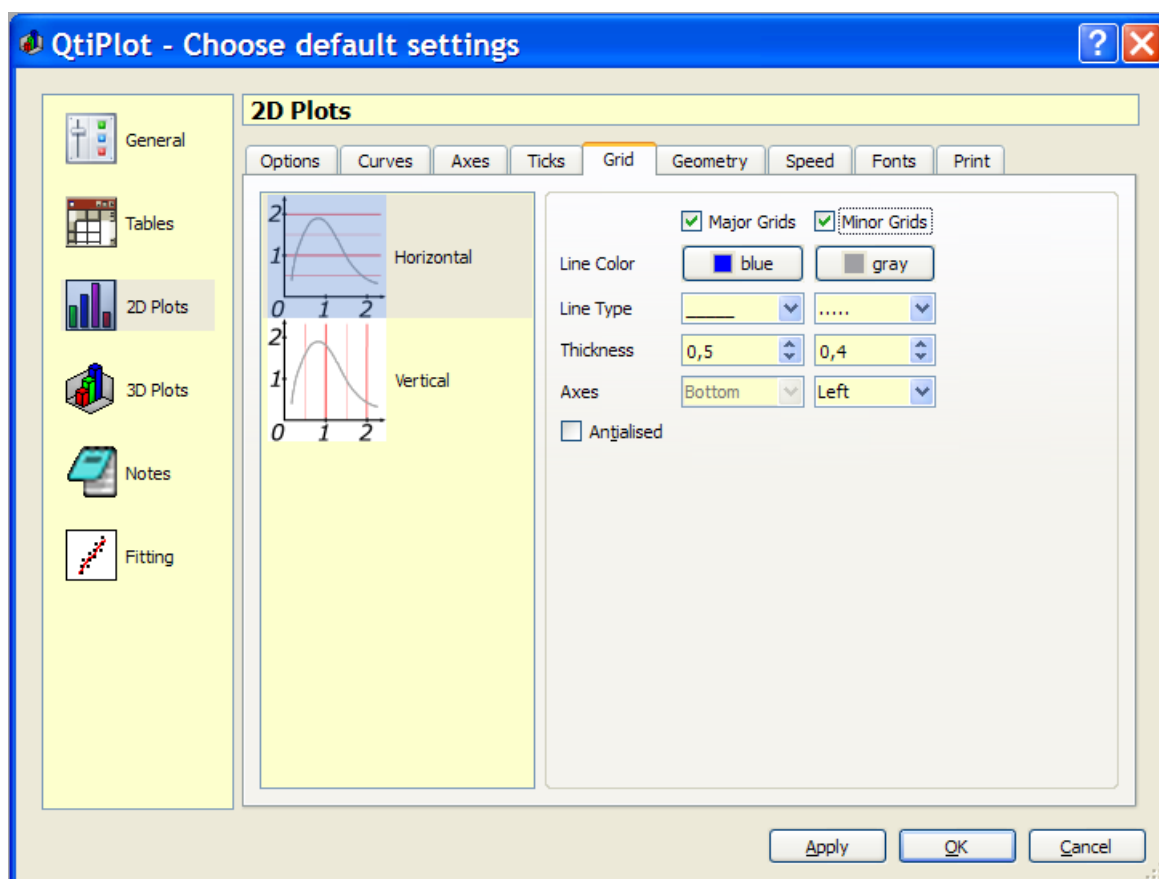 QtiPlot - Choose default settings
General
Tables
2D Plots
3D Plots
Notes
Fitting
2D Plots
Options Curves Axes Ticks Grid Geometry Speed Fonts Print
2
1
0 1 2
Horizontal
2
1
0 1 2
Vertical
Major Grids Minor Grids
Line Color blue gray
Line Type _____ .....
Thickness 0,5 0,4
Axes Bottom Left
Antialised
Apply OK Cancel